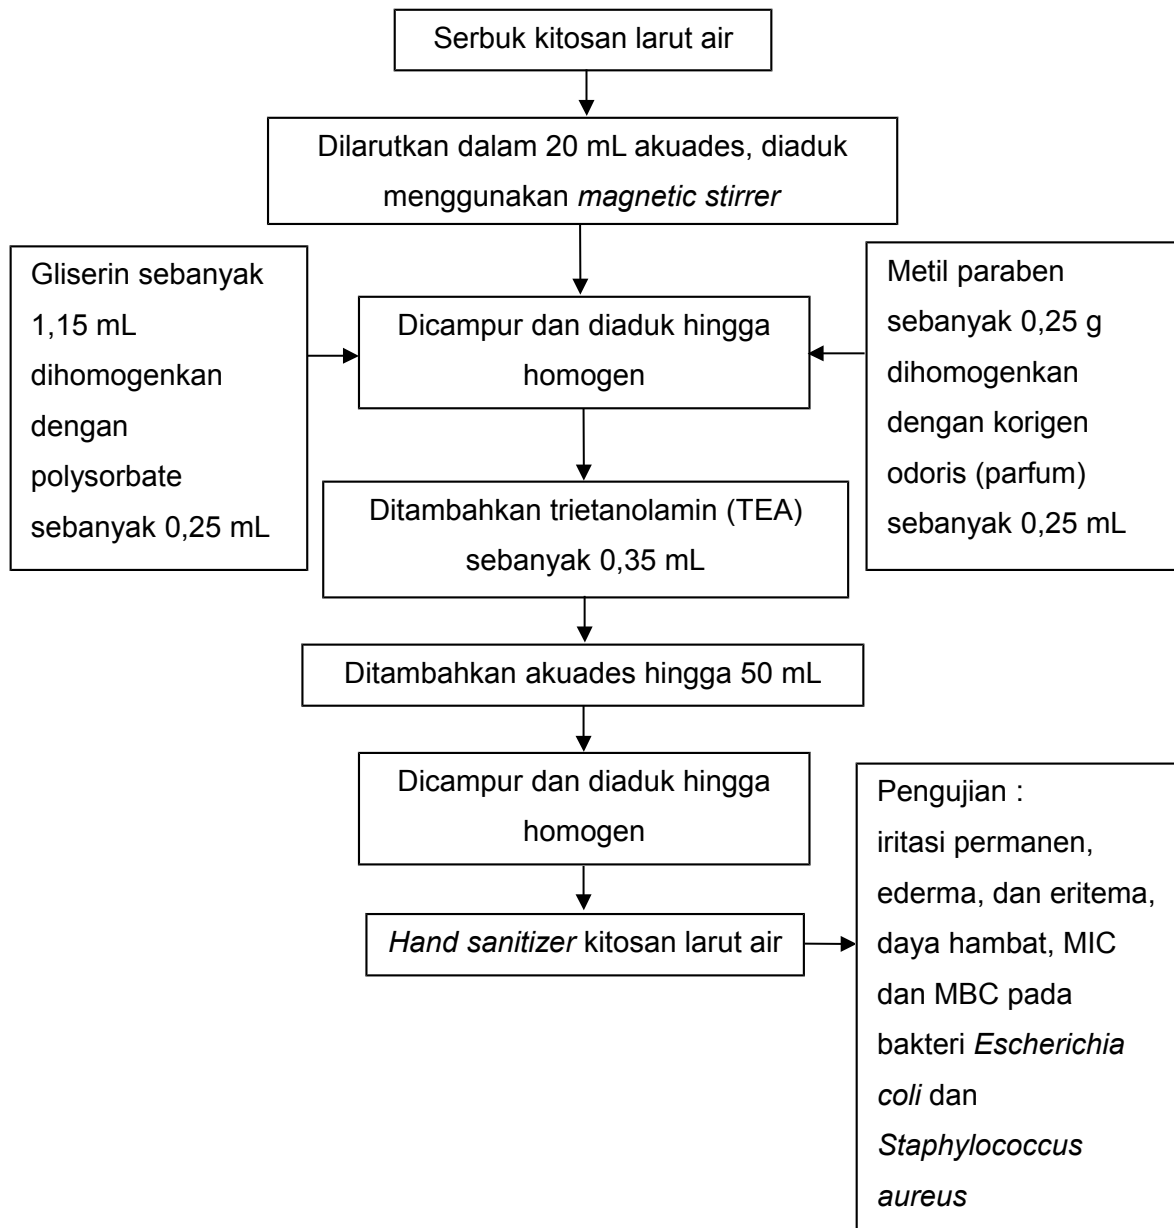 Serbuk kitosan larut air
Dilarutkan dalam 20 mL akuades, diaduk
menggunakan magnetic stirrer
Gliserin sebanyak
1,15 mL
dihomogenkan
dengan
polysorbate
sebanyak 0,25 mL
Dicampur dan diaduk hingga
homogen
Metil paraben
sebanyak 0,25 g
dihomogenkan
dengan korigen
odoris (parfum)
sebanyak 0,25 mL
Ditambahkan trietanolamin (TEA)
sebanyak 0,35 mL
Ditambahkan akuades hingga 50 mL
Dicampur dan diaduk hingga
homogen
Hand sanitizer kitosan larut air
Pengujian :
iritasi permanen,
ederma, dan eritema,
daya hambat, MIC
dan MBC pada
bakteri Escherichia
coli dan
Staphylococcus
aureus